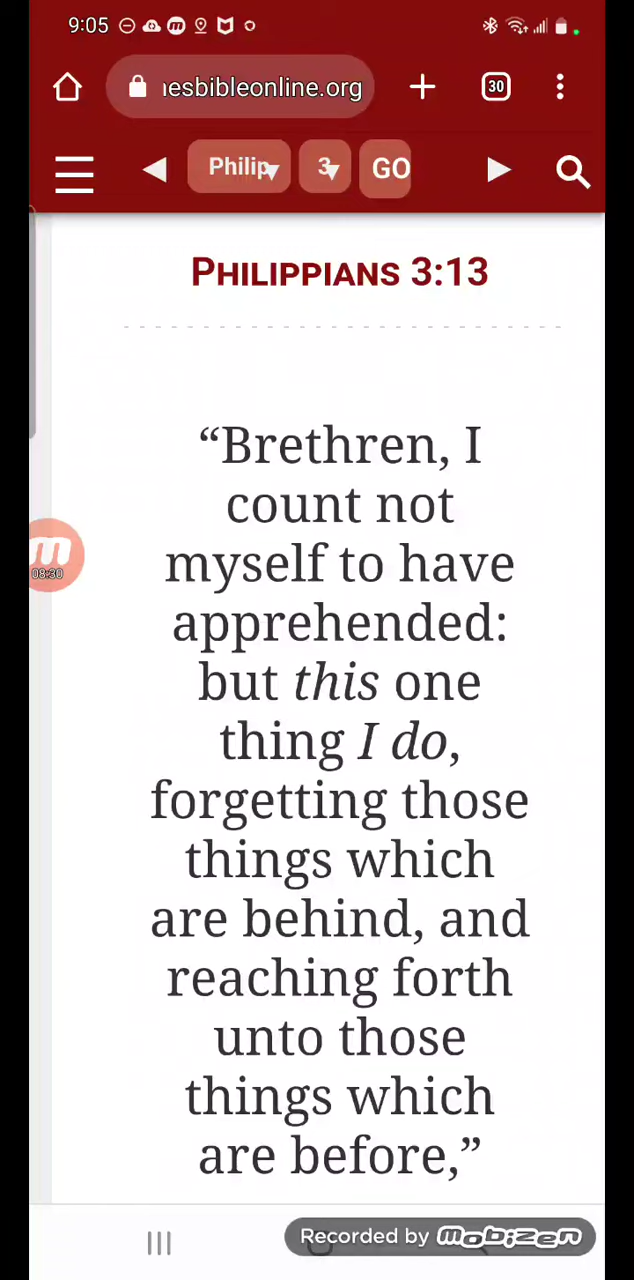 9:05
nesbibleonline.org
30
Philip
3
GO
PHILIPPIANS 3:13
“Brethren, I
count not
myself to have
apprehended:
but this one
thing I do,
forgetting those
things which
are behind, and
reaching forth
unto those
things which
are before,”
08:30
Recorded by mobizen